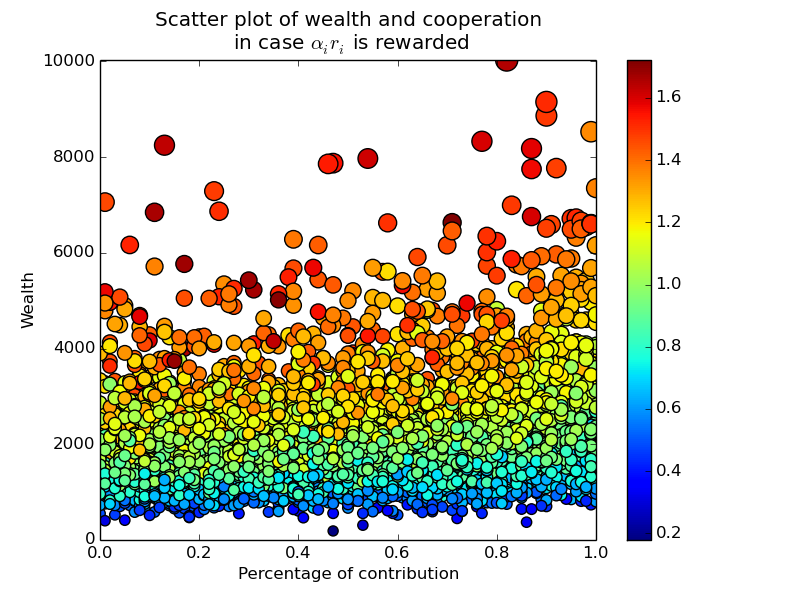 Scatter plot of wealth and cooperation
in case αᵢrᵢ is rewarded
10000
8000
6000
4000
2000
0
Wealth
0.0 0.2 0.4 0.6 0.8 1.0
Percentage of contribution
1.6
1.4
1.2
1.0
0.8
0.6
0.4
0.2